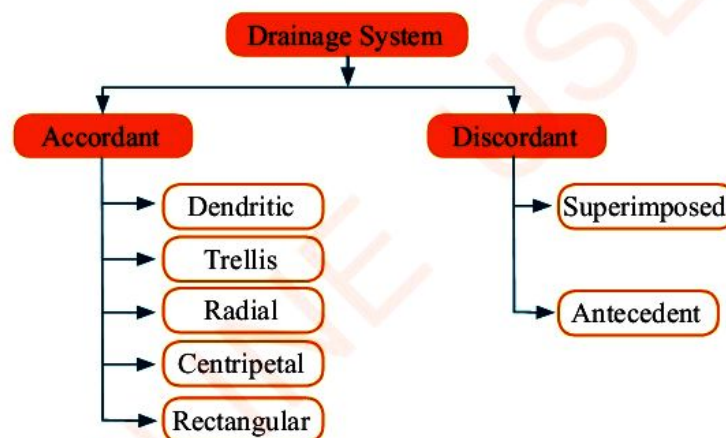 Drainage System
Accordant
Discordant
Dendritic
Trellis
Radial
Centripetal
Rectangular
Superimposed
Antecedent